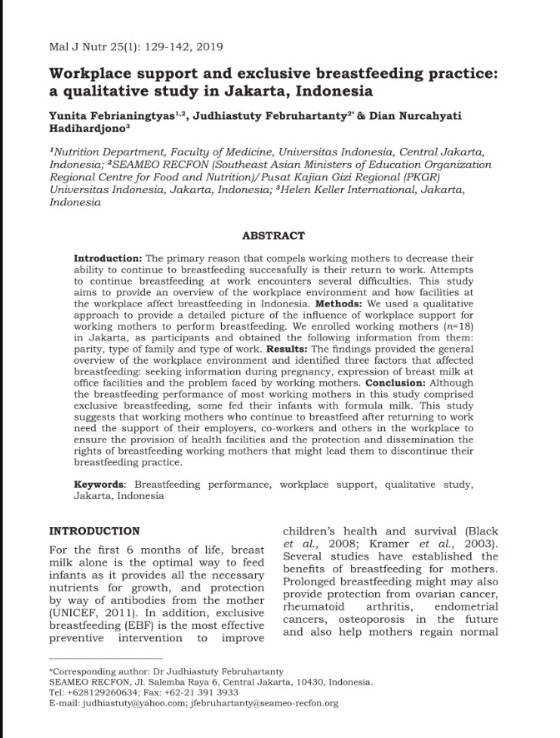 Mal J Nutr 25(1): 129-142, 2019
Workplace support and exclusive breastfeeding practice:
a qualitative study in Jakarta, Indonesia
Yunita Febrianingtyas¹,², Judhiastuty Februhartanty²* & Dian Nurcahyati
Hadihardjono³
¹Nutrition Department, Faculty of Medicine, Universitas Indonesia, Central Jakarta,
Indonesia; ²SEAMEO RECFON (Southeast Asian Ministers of Education Organization
Regional Centre for Food and Nutrition)/Pusat Kajian Gizi Regional (PKGR)
Universitas Indonesia, Jakarta, Indonesia; ³Helen Keller International, Jakarta,
Indonesia
ABSTRACT
Introduction: The primary reason that compels working mothers to decrease their
ability to continue to breastfeeding successfully is their return to work. Attempts
to continue breastfeeding at work encounters several difficulties. This study
aims to provide an overview of the workplace environment and how facilities at
the workplace affect breastfeeding in Indonesia. Methods: We used a qualitative
approach to provide a detailed picture of the influence of workplace support for
working mothers to perform breastfeeding. We enrolled working mothers (n=18)
in Jakarta, as participants and obtained the following information from them:
parity, type of family and type of work. Results: The findings provided the general
overview of the workplace environment and identified three factors that affected
breastfeeding: seeking information during pregnancy, expression of breast milk at
office facilities and the problem faced by working mothers. Conclusion: Although
the breastfeeding performance of most working mothers in this study comprised
exclusive breastfeeding, some fed their infants with formula milk. This study
suggests that working mothers who continue to breastfeed after returning to work
need the support of their employers, co-workers and others in the workplace to
ensure the provision of health facilities and the protection and dissemination the
rights of breastfeeding working mothers that might lead them to discontinue their
breastfeeding practice.
Keywords: Breastfeeding performance, workplace support, qualitative study,
Jakarta, Indonesia
INTRODUCTION
For the first 6 months of life, breast
milk alone is the optimal way to feed
infants as it provides all the necessary
nutrients for growth, and protection
by way of antibodies from the mother
(UNICEF, 2011). In addition, exclusive
breastfeeding (EBF) is the most effective
preventive intervention to improve
children's health and survival (Black
et al., 2008; Kramer et al., 2003).
Several studies have established the
benefits of breastfeeding for mothers.
Prolonged breastfeeding might may also
provide protection from ovarian cancer,
rheumatoid arthritis, endometrial
cancers, osteoporosis in the future
and also help mothers regain normal
*Corresponding author: Dr Judhiastuty Februhartanty
SEAMEO RECFON, Jl. Salemba Raya 6, Central Jakarta, 10430, Indonesia.
Tel: +628129260634; Fax: +62-21 391 3933
E-mail: judhiastuty@yahoo.com; jfebruhartanty@seameo-recfon.org